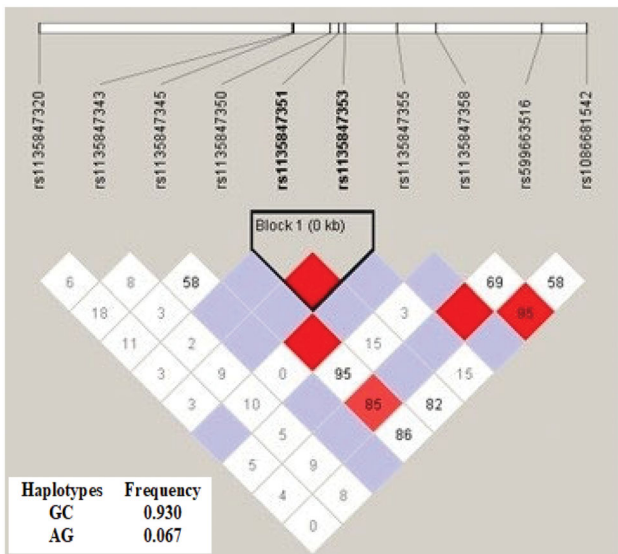 rs1135847320
rs1135847343
rs1135847345
rs1135847350
rs1135847351
rs1135847353
rs1135847355
rs1135847358
rs599663516
rs1086681542
Block 1 (0 kb)
6 8 58 69 58
18 3 3 95
11 2 15
3 9 0 95 15
3 10 85 82
5 86
5 9
4 8
0
Haplotypes Frequency
GC 0.930
AG 0.067